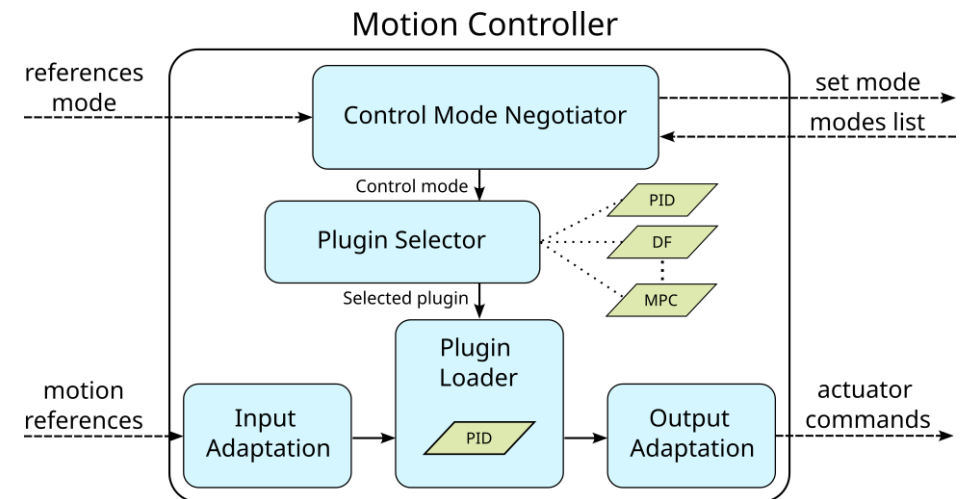 Motion Controller
references
mode
Control Mode Negotiator
set mode
modes list
Control mode
Plugin Selector
PID
DF
MPC
Selected plugin
Plugin
Loader
PID
motion
references
Input
Adaptation
Output
Adaptation
actuator
commands